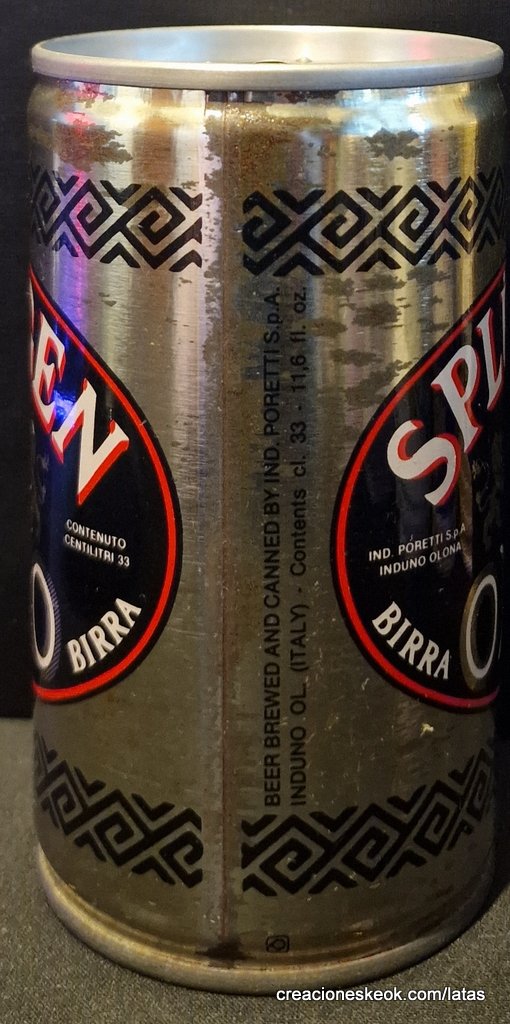 EN
CONTENUTO
CENTILITRI 33
BIRRA
BEER BREWED AND CANNED BY IND. PORETTI S.p.A.
INDUNO OL. (ITALY) - Contents cl. 33 - 11,6 fl. oz.
SPL
IND. PORETTI S.P.A
INDUNO OLONA
BIRRA
creacioneskeok.com/latas